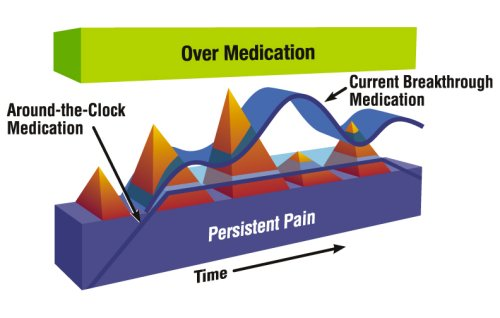 Over Medication
Current Breakthrough
Medication
Around-the-Clock
Medication
Persistent Pain
Time